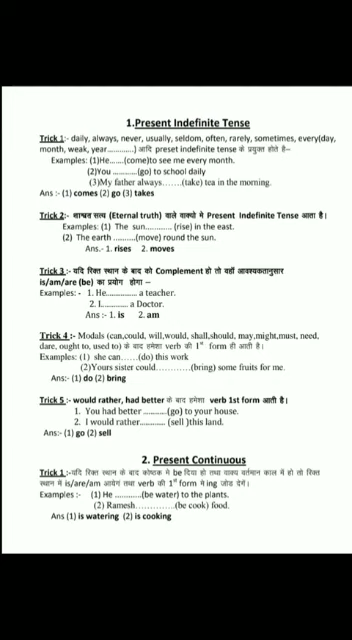 1.Present Indefinite Tense
Trick 1:- daily, always, never, usually, seldom, often, rarely, sometimes, every(day,
month, weak, year.............) आदि preset indefinite tense के प्रयुक्त होते है–
Examples: (1)He.......(come)to see me every month.
(2)You ............(go) to school daily
(3)My father always.......(take) tea in the morning.
Ans :- (1) comes (2) go (3) takes
Trick 2:- शाश्वत सत्य (Eternal truth) वाले वाक्यो मे Present Indefinite Tense आता है।
Examples: (1) The sun............ (rise) in the east.
(2) The earth ...........(move) round the sun.
Ans.- 1. rises 2. moves
Trick 3 :- यदि रिक्त स्थान के बाद को Complement हो तो वहाँ आवश्यकतानुसार
is/am/are (be) का प्रयोग होगा –
Examples: - 1. He............... a teacher.
2. I............... a Doctor.
Ans :- 1. is 2. am
Trick 4 :- Modals (can,could, will,would, shall,should, may,might,must, need,
dare, ought to, used to) के बाद हमेशा verb की 1st form ही आती है।
Examples: (1) she can......(do) this work
(2)Yours sister could............(bring) some fruits for me.
Ans:- (1) do (2) bring
Trick 5 :- would rather, had better के बाद हमेशा verb 1st form आती है।
1. You had better ...........(go) to your house.
2. I would rather............ (sell )this land.
Ans:- (1) go (2) sell
2. Present Continuous
Trick 1 :-यदि रिक्त स्थान के बाद कोष्ठक मे be दिया हो तथा वाक्य वर्तमान काल में हो तो रिक्त
स्थान में is/are/am आयेगा तथा verb की 1st form मे ing जोड देगें।
Examples :- (1) He ............(be water) to the plants.
(2) Ramesh..............(be cook) food.
Ans (1) is watering (2) is cooking